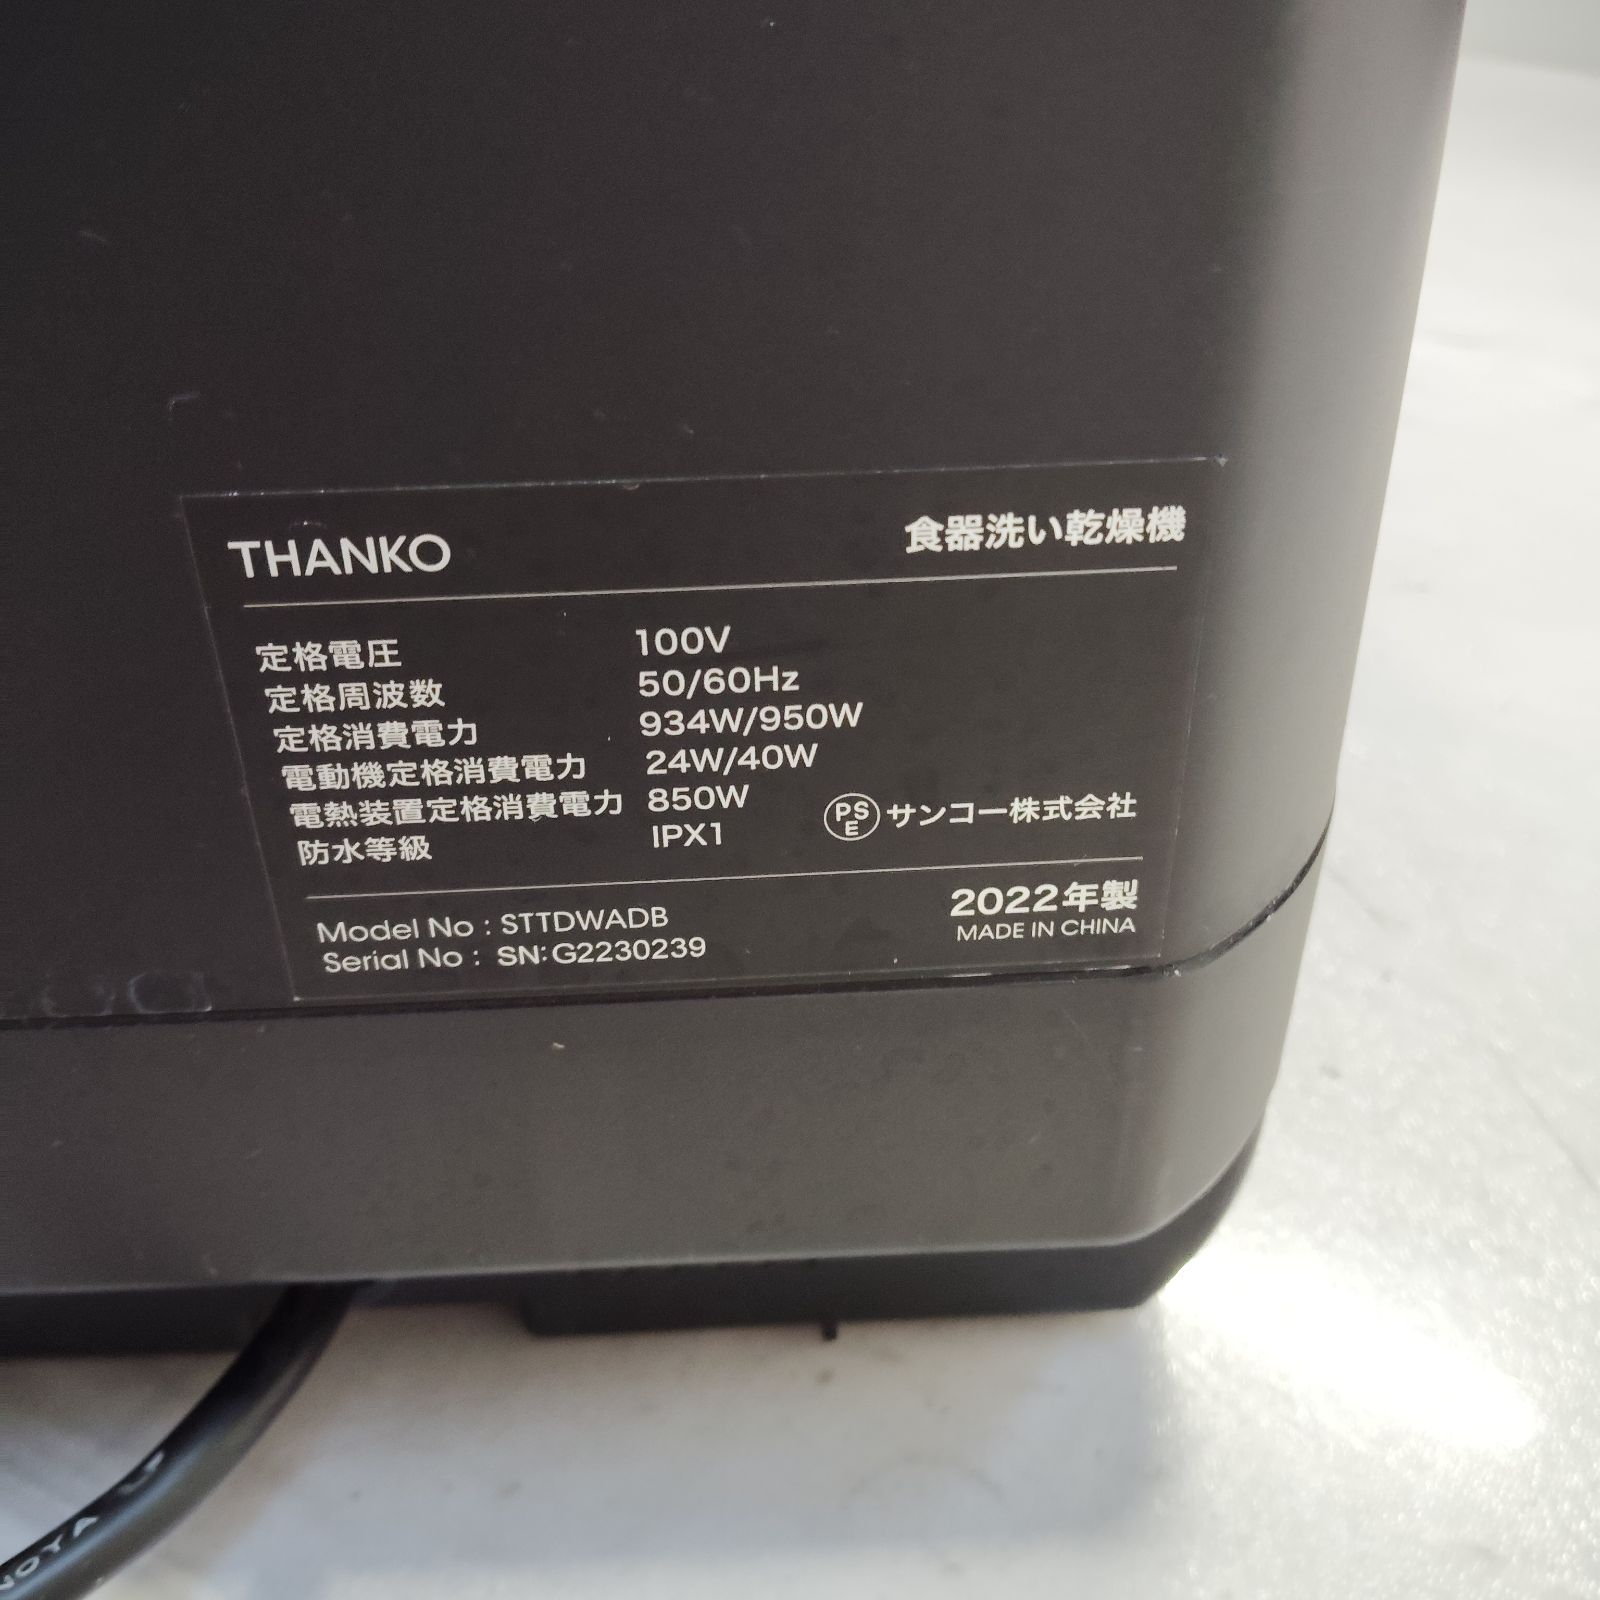 THANKO 食器洗い乾燥機
定格電圧 100V
定格周波数 50/60Hz
定格消費電力 934W/950W
電動機定格消費電力 24W/40W
電熱装置定格消費電力 850W
防水等級 IPX1
PSE サンコー株式会社
Model No : STTDWADB
Serial No : SN:G2230239
2022年製
MADE IN CHINA